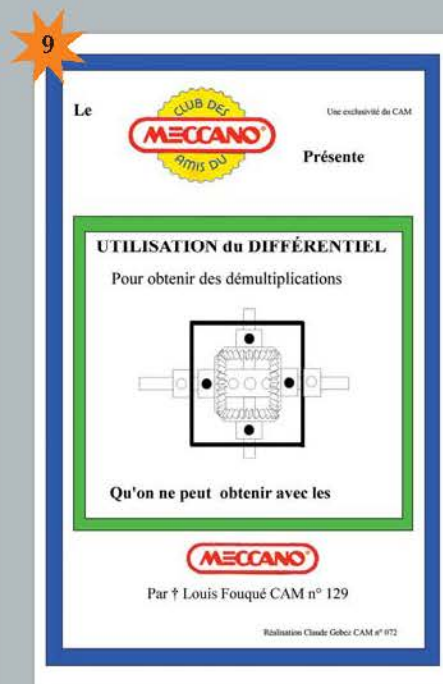 9
Le
CLUB DES
MECCANO
AMIS DU
Une exclusivité du CAM
Présente
UTILISATION du DIFFÉRENTIEL
Pour obtenir des démultiplications
Qu'on ne peut obtenir avec les
MECCANO
Par † Louis Fouqué CAM n° 129
Réalisation Claude Gobez CAM n° 072